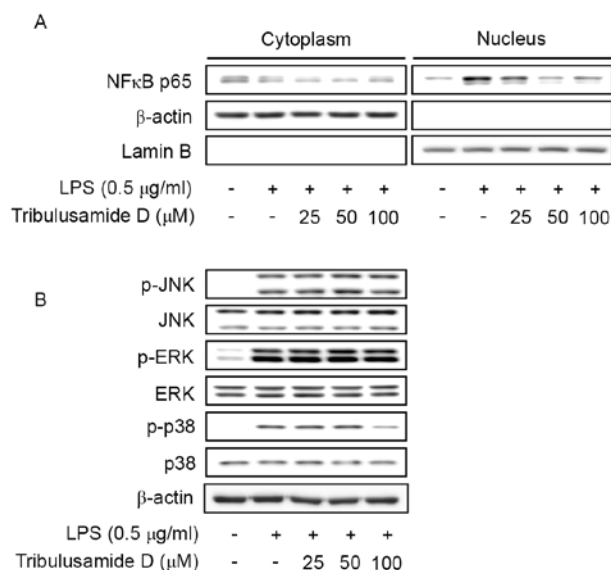 A
Cytoplasm Nucleus
NFκB p65
β-actin
Lamin B
LPS (0.5 μg/ml) - + + + + - + + + +
Tribulusamide D (μM) - - 25 50 100 - - 25 50 100
B
p-JNK
JNK
p-ERK
ERK
p-p38
p38
β-actin
LPS (0.5 μg/ml) - + + + +
Tribulusamide D (μM) - - 25 50 100